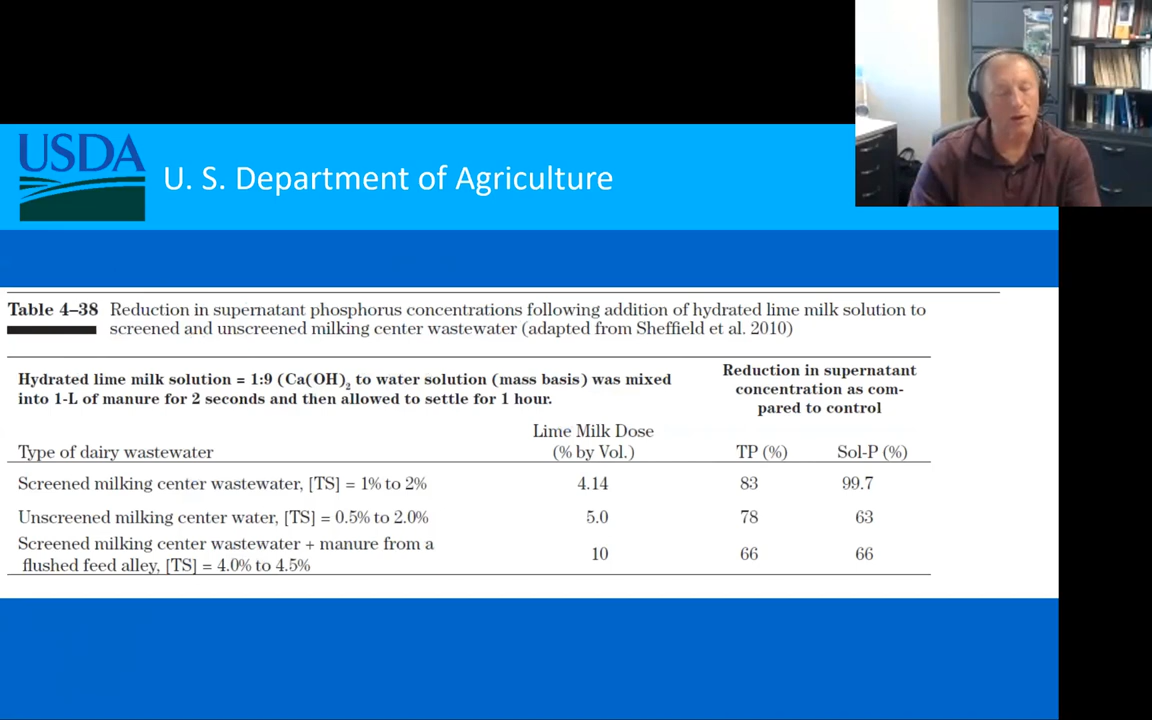 USDA
U. S. Department of Agriculture
Table 4–38 Reduction in supernatant phosphorus concentrations following addition of hydrated lime milk solution to
screened and unscreened milking center wastewater (adapted from Sheffield et al. 2010)
Hydrated lime milk solution = 1:9 (Ca(OH)2 to water solution (mass basis) was mixed
into 1-L of manure for 2 seconds and then allowed to settle for 1 hour.
Reduction in supernatant
concentration as com-
pared to control
Lime Milk Dose
Type of dairy wastewater (% by Vol.) TP (%) Sol-P (%)
Screened milking center wastewater, [TS] = 1% to 2% 4.14 83 99.7
Unscreened milking center water, [TS] = 0.5% to 2.0% 5.0 78 63
Screened milking center wastewater + manure from a
flushed feed alley, [TS] = 4.0% to 4.5% 10 66 66